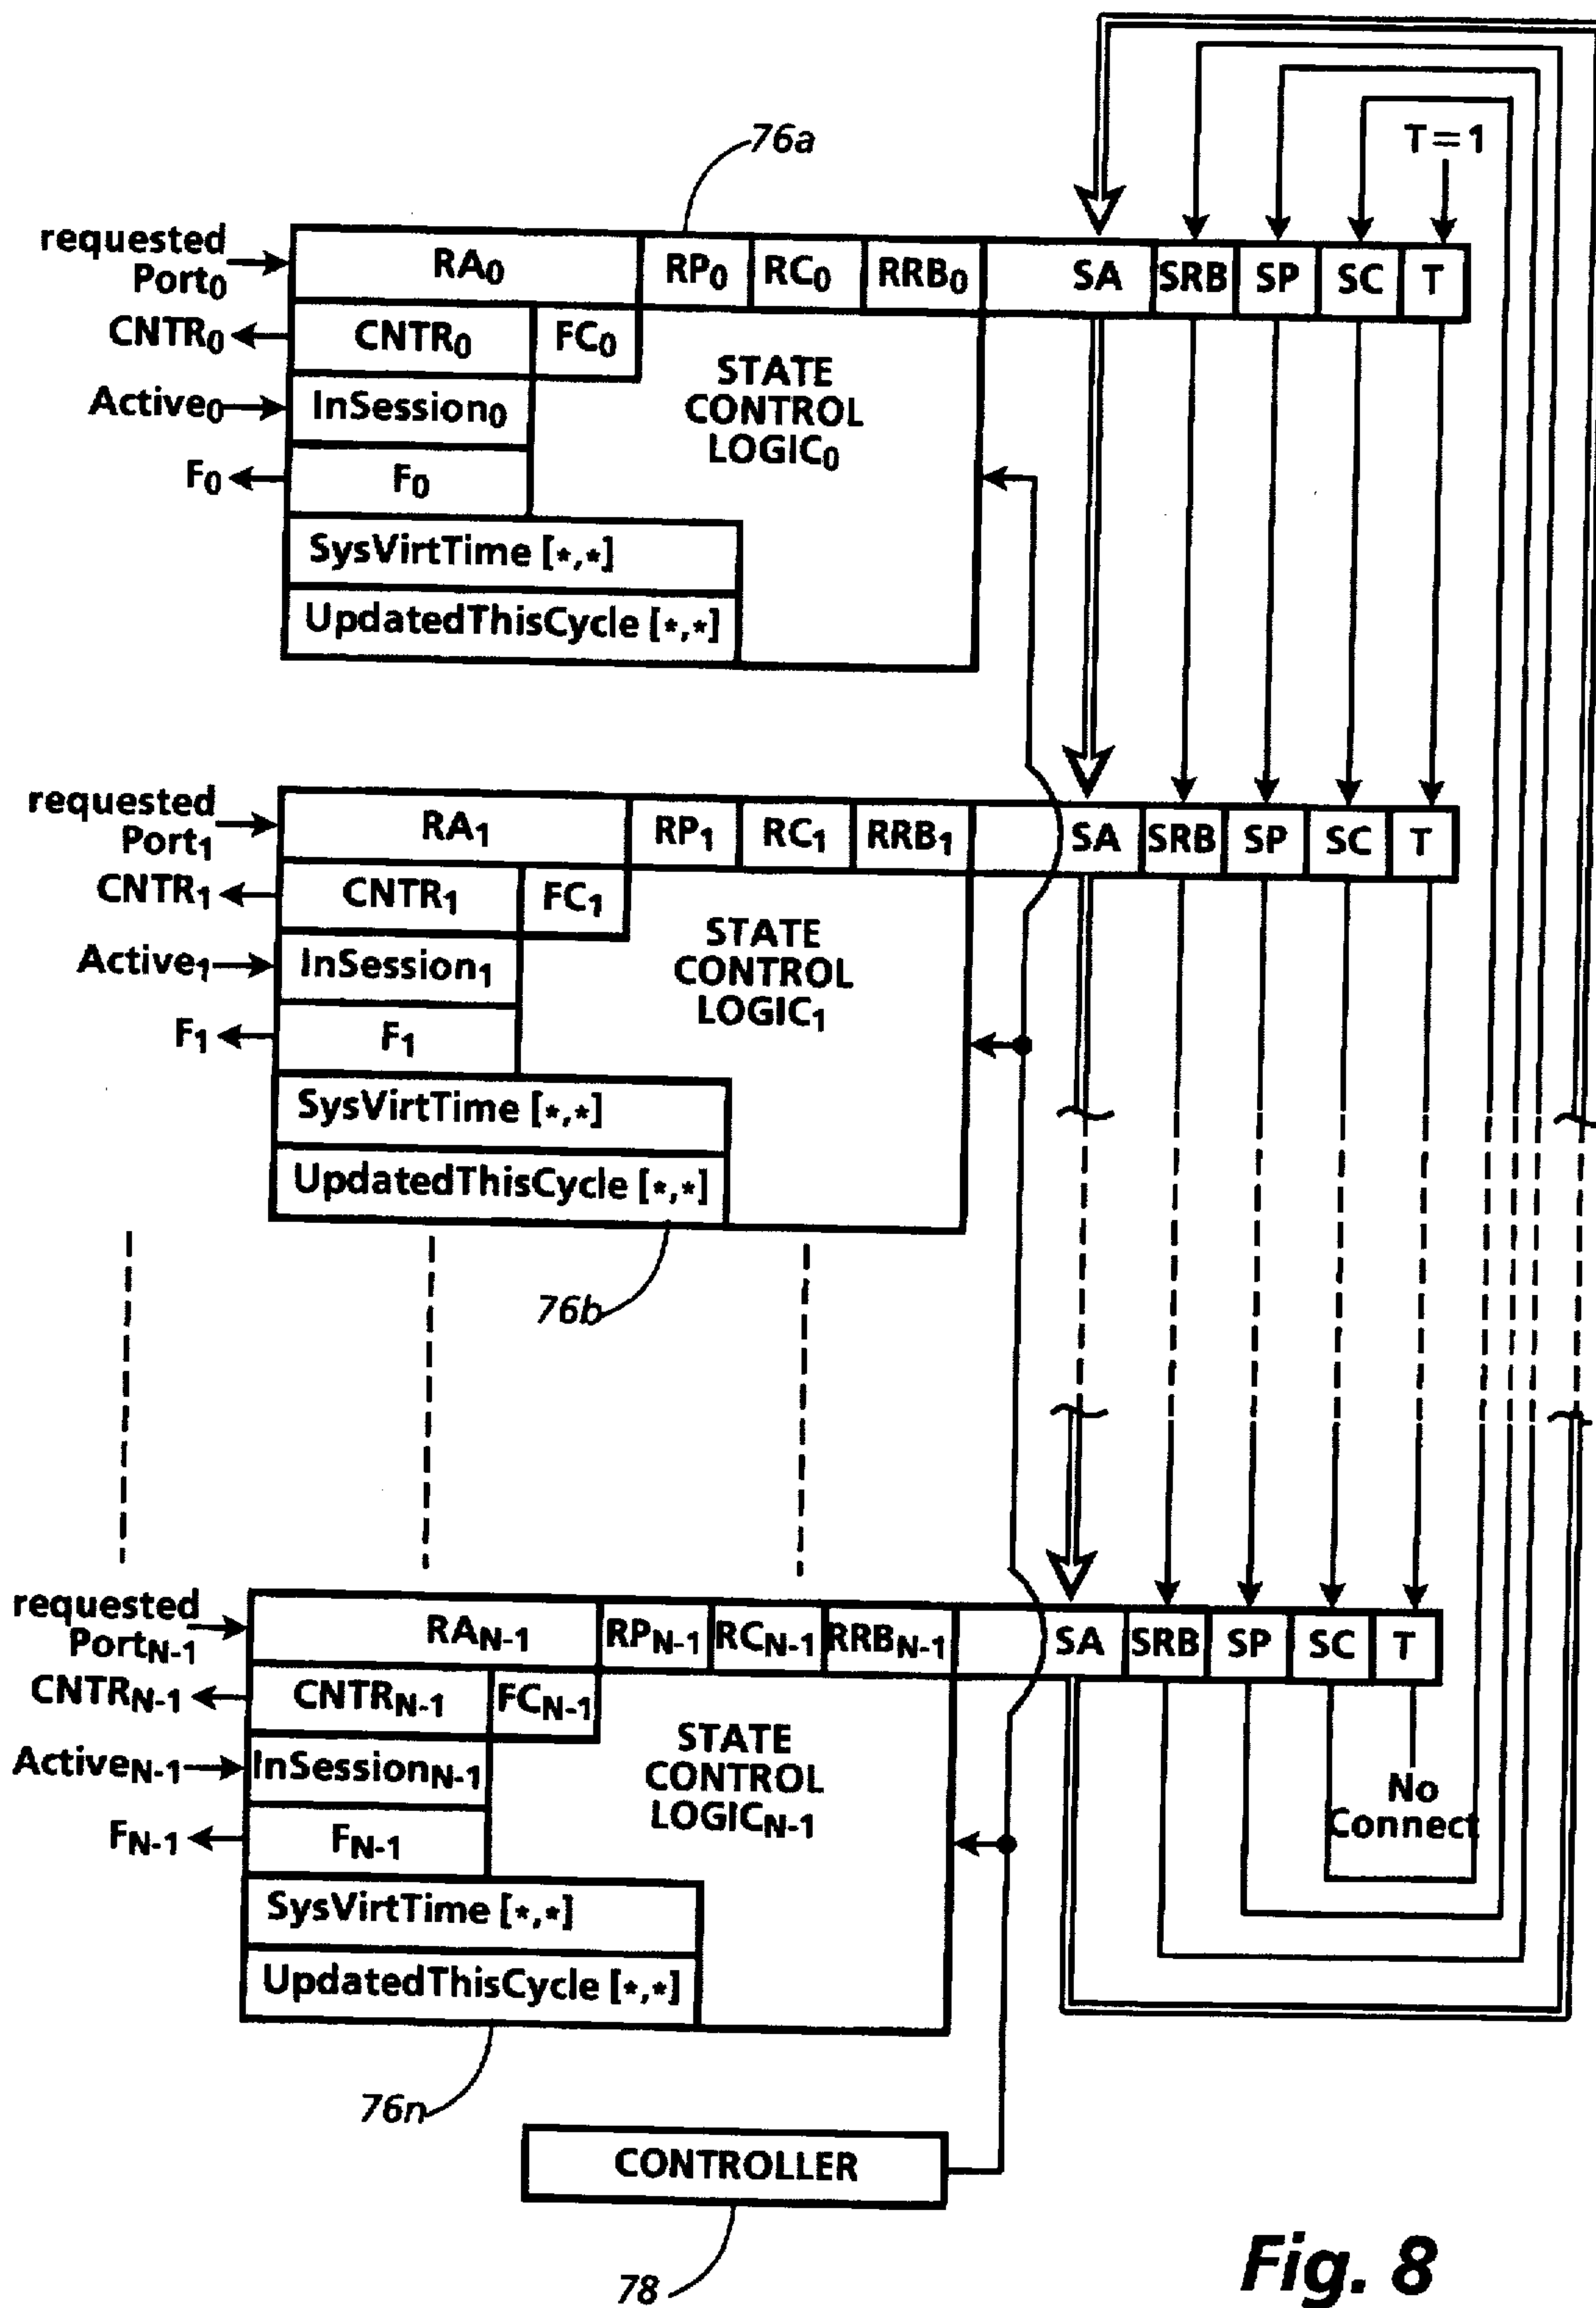 76a
T=1
requested
Port0
RA0
RP0
RC0
RRB0
SA
SRB
SP
SC
T
CNTR0
CNTR0
FC0
STATE
CONTROL
LOGIC0
Active0
InSession0
F0
F0
SysVirtTime [*,*]
UpdatedThisCycle [*,*]
requested
Port1
RA1
RP1
RC1
RRB1
SA
SRB
SP
SC
T
CNTR1
CNTR1
FC1
STATE
CONTROL
LOGIC1
Active1
InSession1
F1
F1
SysVirtTime [*,*]
UpdatedThisCycle [*,*]
76b
requested
PortN-1
RAN-1
RPN-1
RCN-1
RRBN-1
SA
SRB
SP
SC
T
CNTRN-1
CNTRN-1
FCN-1
STATE
CONTROL
LOGICN-1
ActiveN-1
InSessionN-1
No
Connect
FN-1
FN-1
SysVirtTime [*,*]
UpdatedThisCycle [*,*]
76n
CONTROLLER
78
Fig. 8